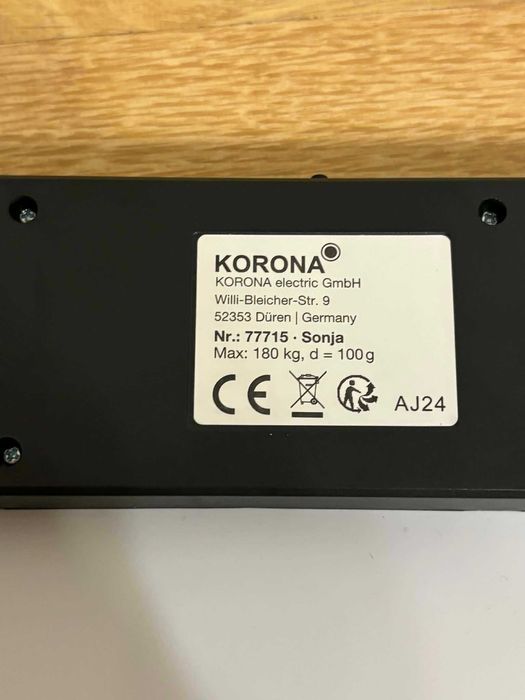 KORONA
KORONA electric GmbH
Willi-Bleicher-Str. 9
52353 Düren | Germany
Nr.: 77715 · Sonja
Max: 180 kg, d = 100g
CE AJ24